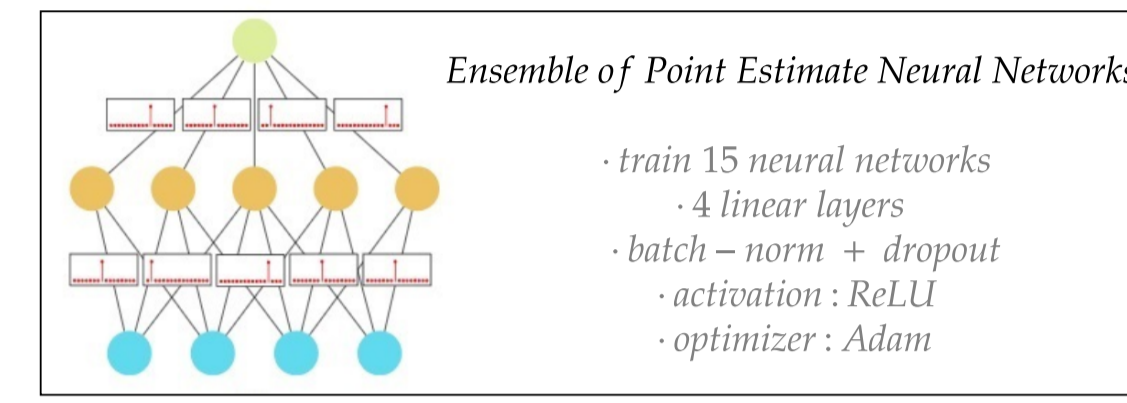 Ensemble of Point Estimate Neural Networks
· train 15 neural networks
· 4 linear layers
· batch – norm + dropout
· activation : ReLU
· optimizer : Adam